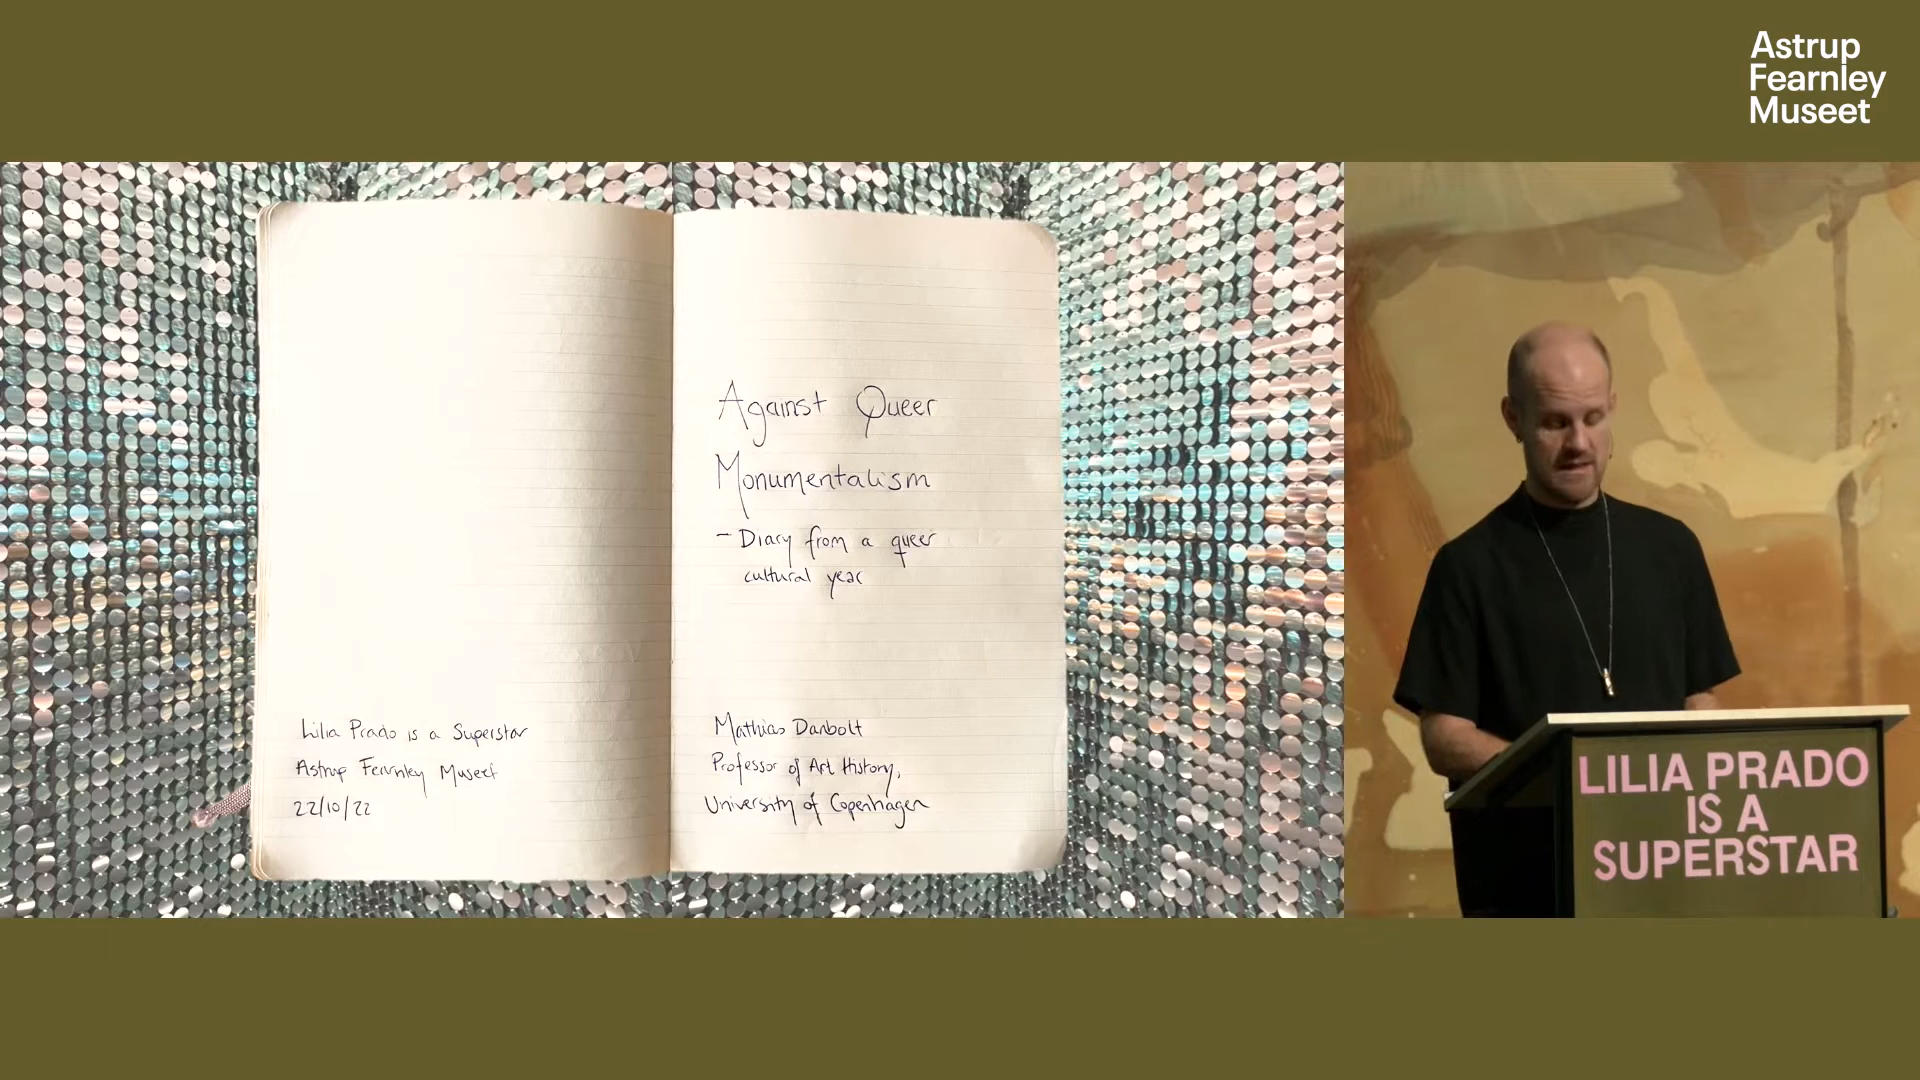 Astrup
Fearnley
Museet
Against Queer
Monumentalism
- Diary from a queer
cultural year
Lilia Prado is a Superstar
Astrup Fearnley Museet
22/10/22
Mathias Danbolt
Professor of Art History,
University of Copenhagen
LILIA PRADO
IS A
SUPERSTAR